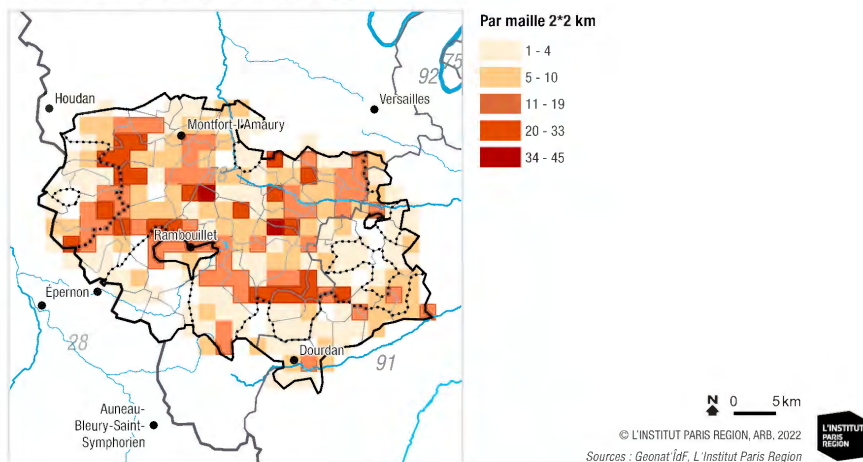 Par maille 2*2 km
1 - 4
5 - 10
11 - 19
20 - 33
34 - 45
92
75
Houdan
Versailles
Montfort-l'Amaury
78
Rambouillet
Épernon
28
Dourdan
91
Auneau-
Bleury-Saint-
Symphorien
N 0 5 km
© L'INSTITUT PARIS REGION, ARB, 2022
Sources : Geonat'ÎdF, L'Institut Paris Region
L'INSTITUT
PARIS
REGION